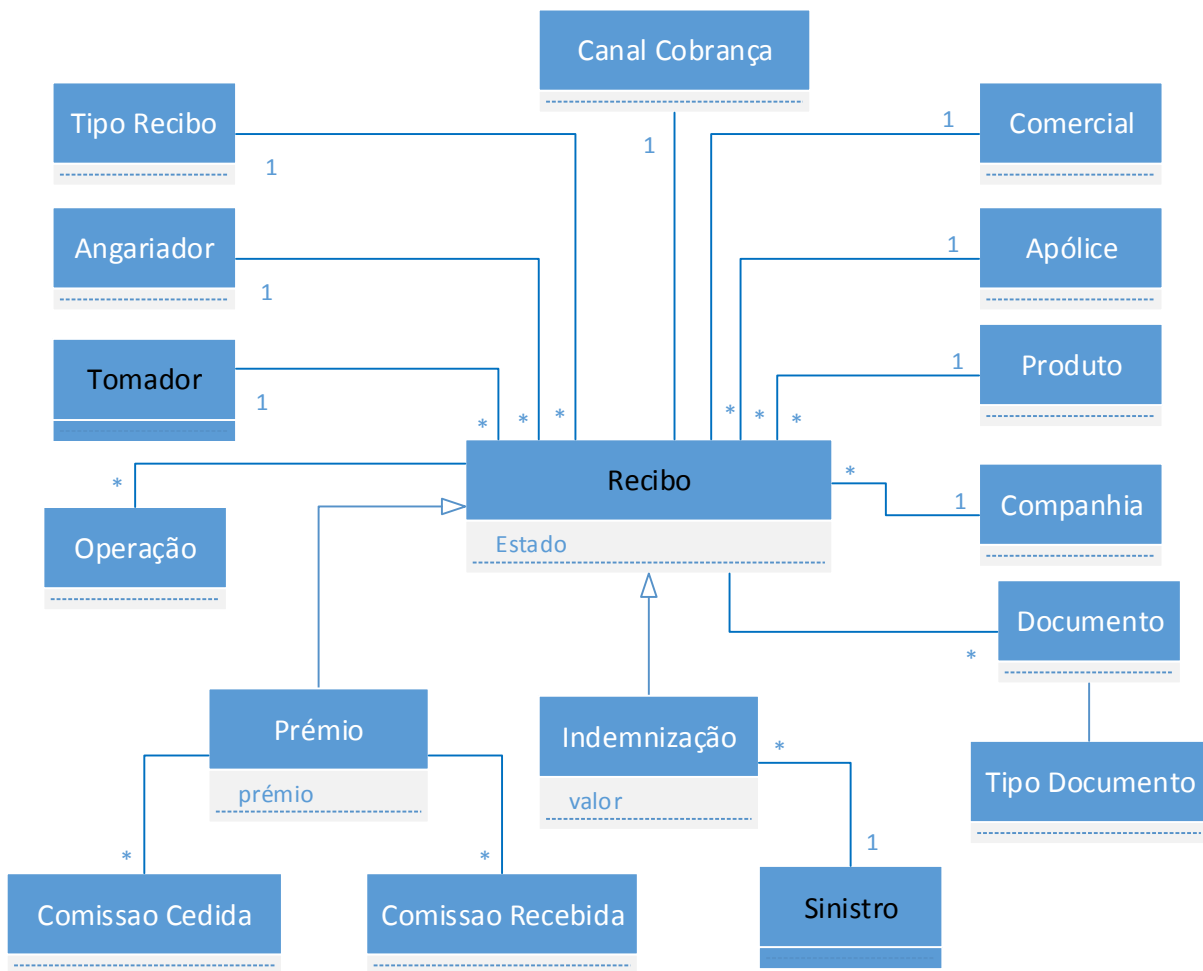 Canal Cobrança
Tipo Recibo
Comercial
1
1
1
Angariador
Apólice
1
1
Tomador
Produto
1
1
*
*
*
*
*
*
Recibo
*
Companhia
*
1
Operação
Estado
Documento
*
Prémio
Indemnização
*
prémio
valor
Tipo Documento
*
*
1
Comissao Cedida
Comissao Recebida
Sinistro